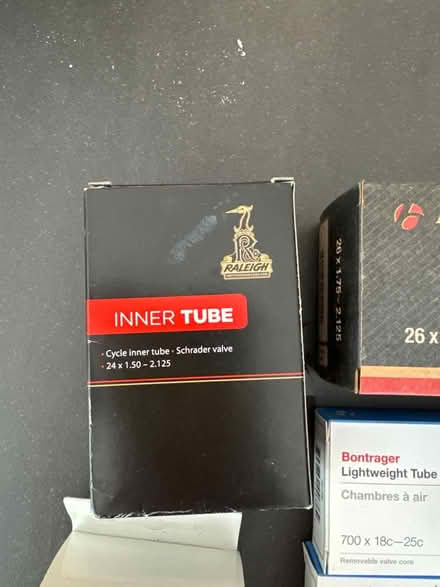 RALEIGH
INNER TUBE
· Cycle inner tube · Schrader valve
· 24 x 1.50 – 2.125
26 x 1.75 – 2.125
26 x
Bontrager
Lightweight Tube
Chambres à air
700 x 18c—25c
Removable valve core